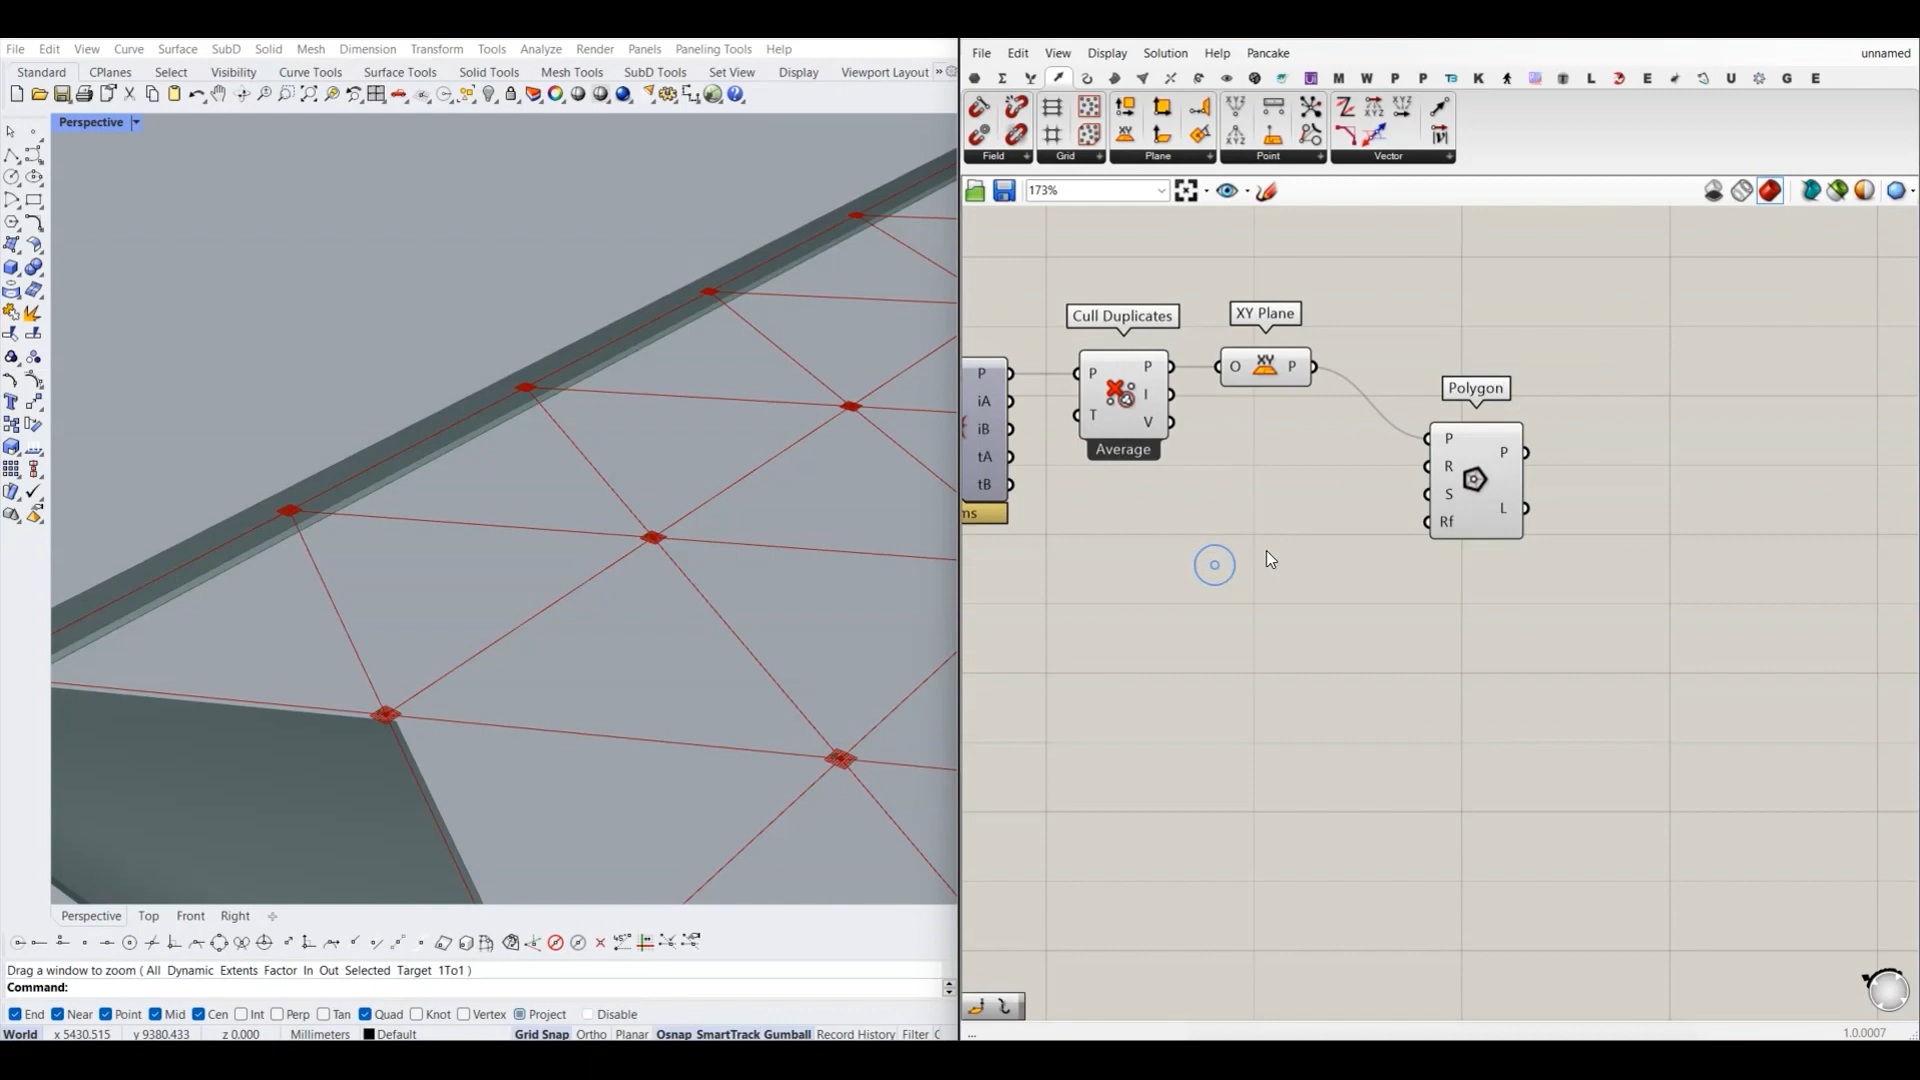 File Edit View Curve Surface SubD Solid Mesh Dimension Transform Tools Analyze Render Panels Paneling Tools Help
Standard CPlanes Select Visibility Curve Tools Surface Tools Solid Tools Mesh Tools SubD Tools Set View Display Viewport Layout »
Perspective
Perspective Top Front Right
Drag a window to zoom ( All Dynamic Extents Factor In Out Selected Target 1To1 )
Command:
End Near Point Mid Cen Int Perp Tan Quad Knot Vertex Project Disable
World x 5430.515 y 9380.433 z 0.000 Millimeters Default Grid Snap Ortho Planar Osnap SmartTrack Gumball Record History Filter
File Edit View Display Solution Help Pancake unnamed
M W P P T3 K L E U G E
Field Grid Plane Point Vector
173%
Cull Duplicates
XY Plane
Polygon
P
iA
iB
tA
tB
ns
P P
I
T V
Average
O XY P
P P
R
S L
Rf
...
1.0.0007